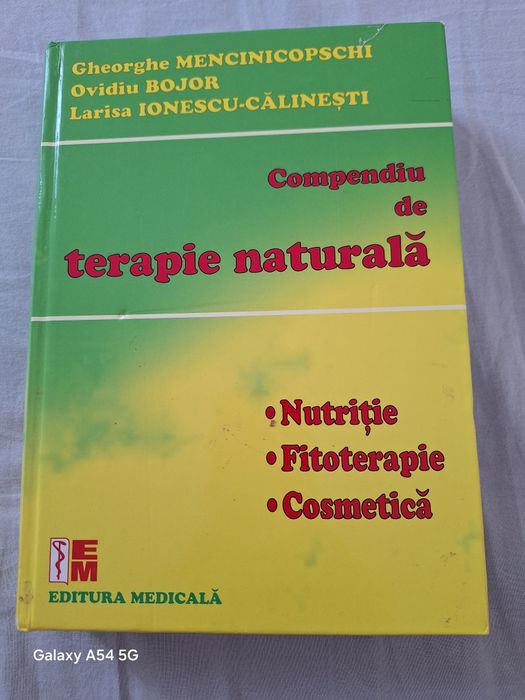 Gheorghe MENCINICOPSCHI
Ovidiu BOJOR
Larisa IONESCU-CĂLINEȘTI
Compendiu
de
terapie naturală
• Nutriție
• Fitoterapie
• Cosmetică
EM
EDITURA MEDICALĂ
Galaxy A54 5G